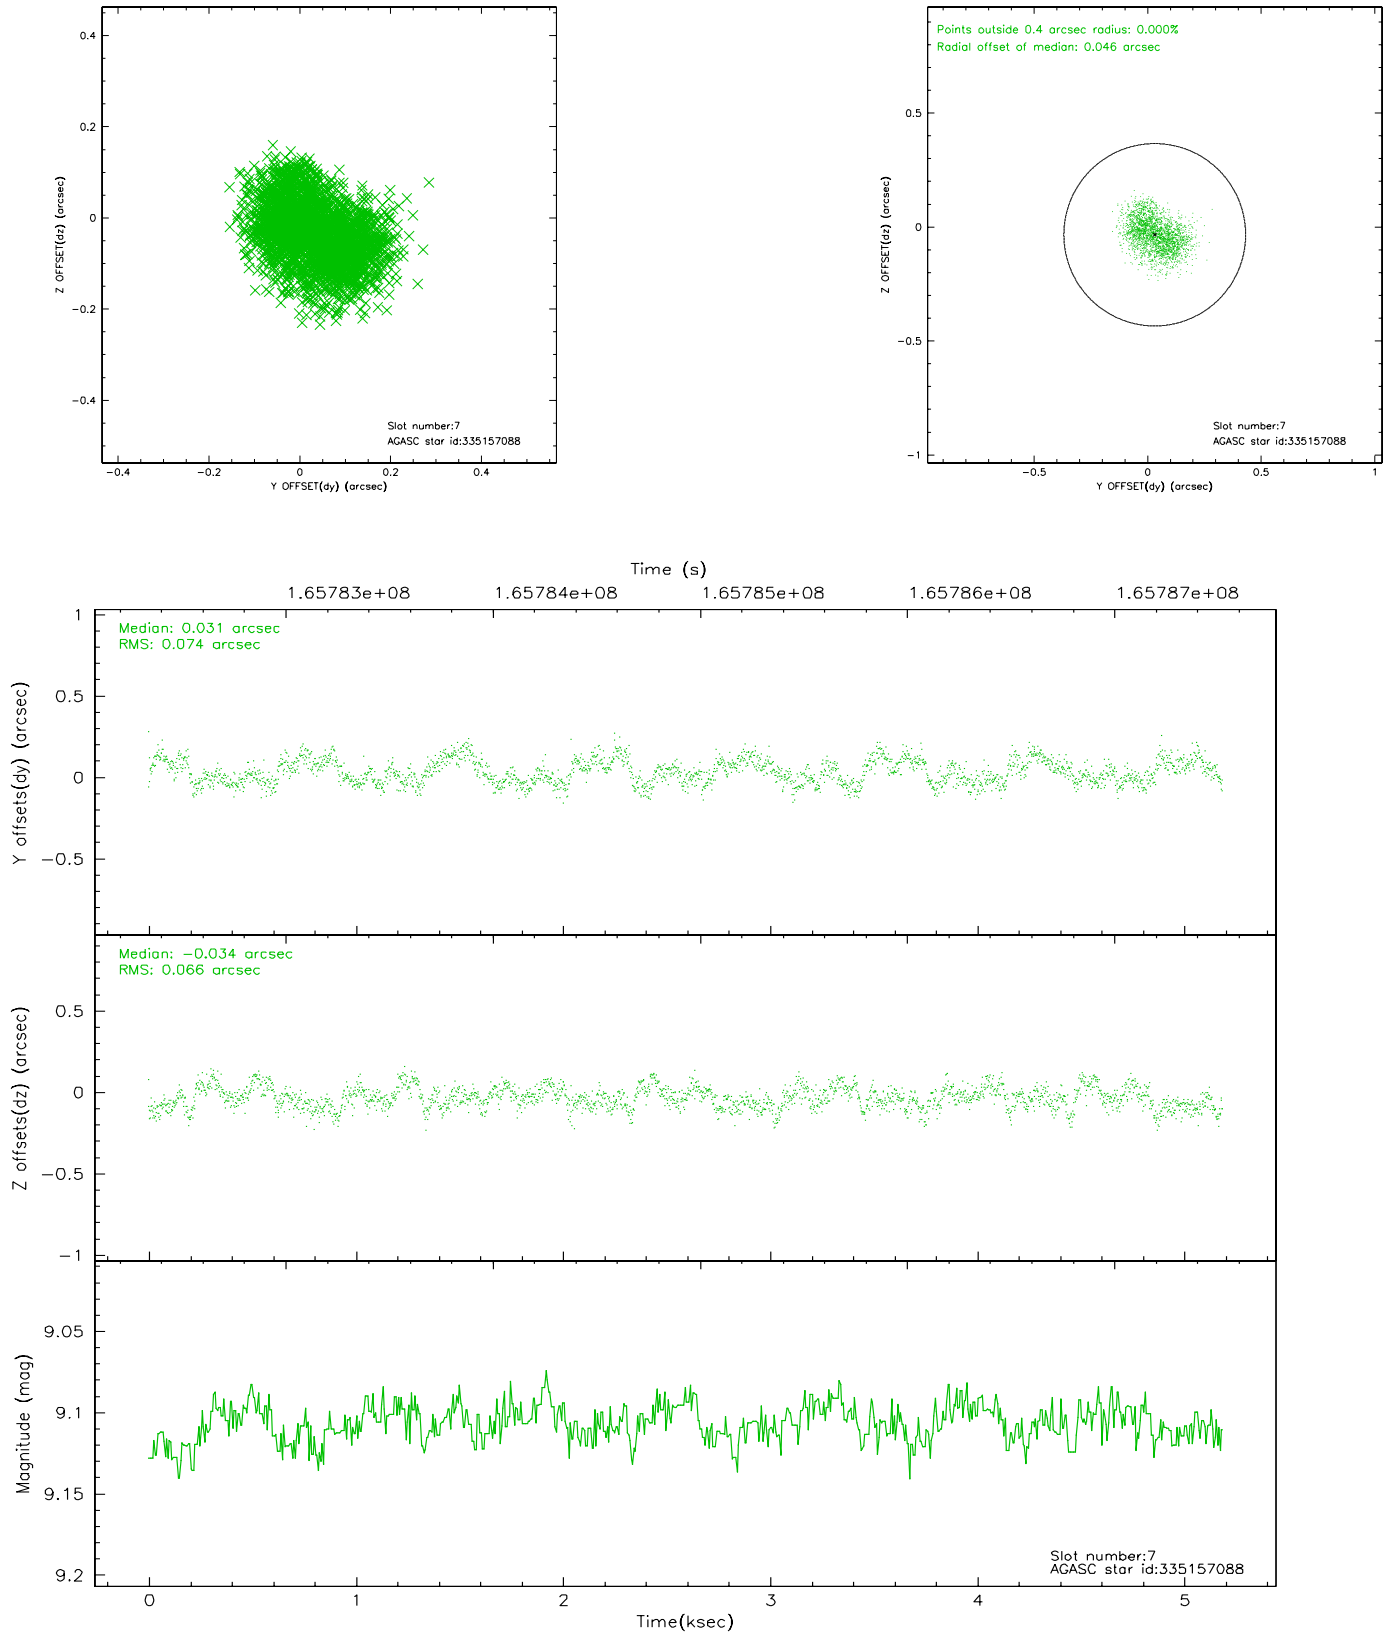 0.4
0.2
0
-0.2
-0.4
Z OFFSET(dz) (arcsec)
-0.4 -0.2 0 0.2 0.4
Y OFFSET(dy) (arcsec)
Slot number:7
AGASC star id:335157088
Points outside 0.4 arcsec radius: 0.000%
Radial offset of median: 0.046 arcsec
0.5
0
-0.5
-1
Z OFFSET(dz) (arcsec)
-0.5 0 0.5 1
Y OFFSET(dy) (arcsec)
Slot number:7
AGASC star id:335157088
Time (s)
1.65783e+08 1.65784e+08 1.65785e+08 1.65786e+08 1.65787e+08
Median: 0.031 arcsec
RMS: 0.074 arcsec
1
0.5
0
-0.5
Y offsets(dy) (arcsec)
Median: -0.034 arcsec
RMS: 0.066 arcsec
0.5
0
-0.5
-1
Z offsets(dz) (arcsec)
9.05
9.1
9.15
9.2
Magnitude (mag)
Slot number:7
AGASC star id:335157088
0 1 2 3 4 5
Time(ksec)